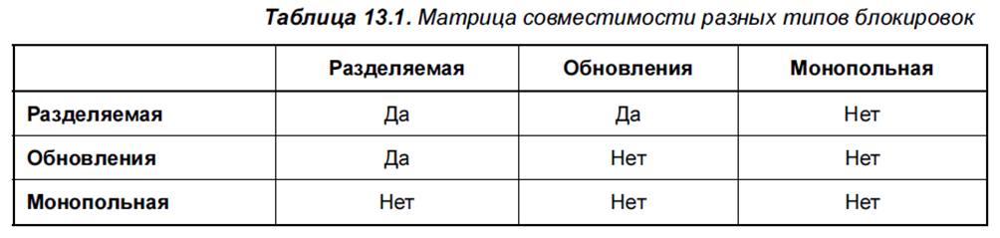 Таблица 13.1. Матрица совместимости разных типов блокировок
Разделяемая Обновления Монопольная
Разделяемая Да Да Нет
Обновления Да Нет Нет
Монопольная Нет Нет Нет